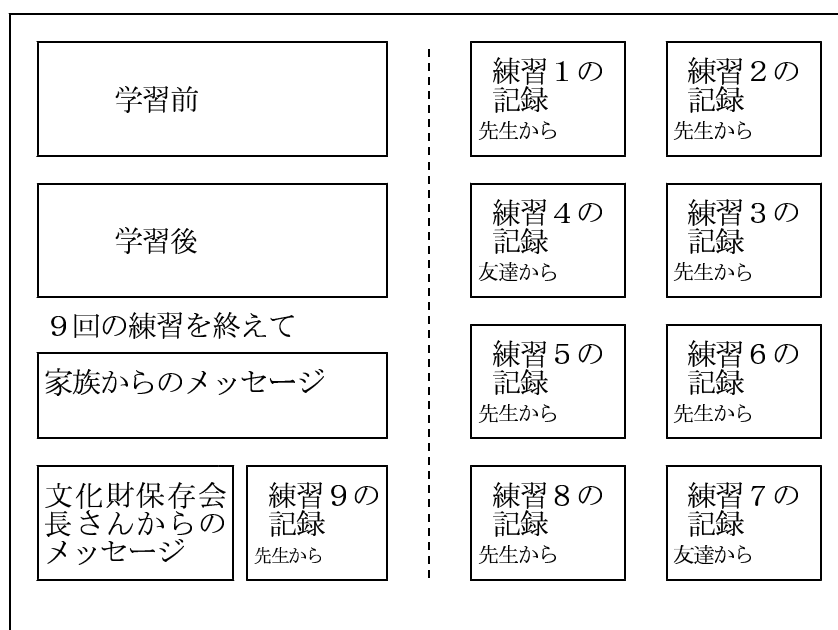 学習前
学習後
９回の練習を終えて
家族からのメッセージ
文化財保存会
長さんからの
メッセージ
練習９の
記録
先生から
練習１の
記録
先生から
練習２の
記録
先生から
練習４の
記録
友達から
練習３の
記録
先生から
練習５の
記録
先生から
練習６の
記録
先生から
練習８の
記録
先生から
練習７の
記録
友達から